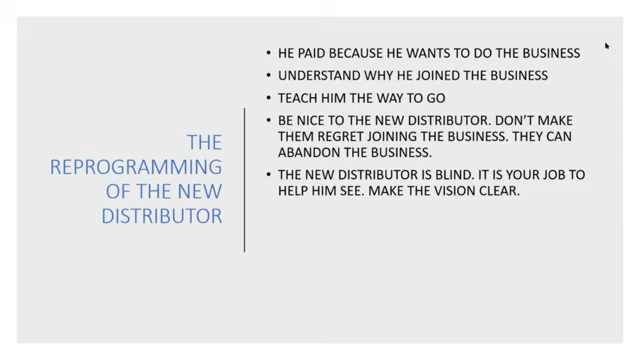 THE
REPROGRAMMING
OF THE NEW
DISTRIBUTOR
• HE PAID BECAUSE HE WANTS TO DO THE BUSINESS
• UNDERSTAND WHY HE JOINED THE BUSINESS
• TEACH HIM THE WAY TO GO
• BE NICE TO THE NEW DISTRIBUTOR. DON'T MAKE
THEM REGRET JOINING THE BUSINESS. THEY CAN
ABANDON THE BUSINESS.
• THE NEW DISTRIBUTOR IS BLIND. IT IS YOUR JOB TO
HELP HIM SEE. MAKE THE VISION CLEAR.